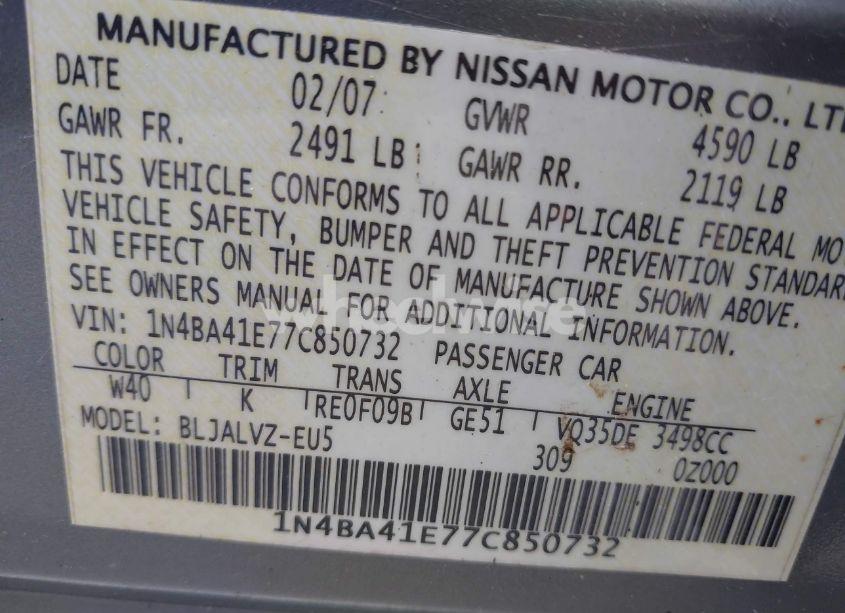 MANUFACTURED BY NISSAN MOTOR CO., LT
DATE 02/07 GVWR 4590 LB
GAWR FR. 2491 LB GAWR RR. 2119 LB
THIS VEHICLE CONFORMS TO ALL APPLICABLE FEDERAL MO
VEHICLE SAFETY, BUMPER AND THEFT PREVENTION STANDAR
IN EFFECT ON THE DATE OF MANUFACTURE SHOWN ABOVE.
SEE OWNERS MANUAL FOR ADDITIONAL INFORMATION.
VIN: 1N4BA41E77C850732 PASSENGER CAR
COLOR TRIM TRANS AXLE ENGINE
W40 K RE0F09B GE51 VQ35DE 3498CC
MODEL: BLJALVZ-EU5 309 0Z000
1N4BA41E77C850732